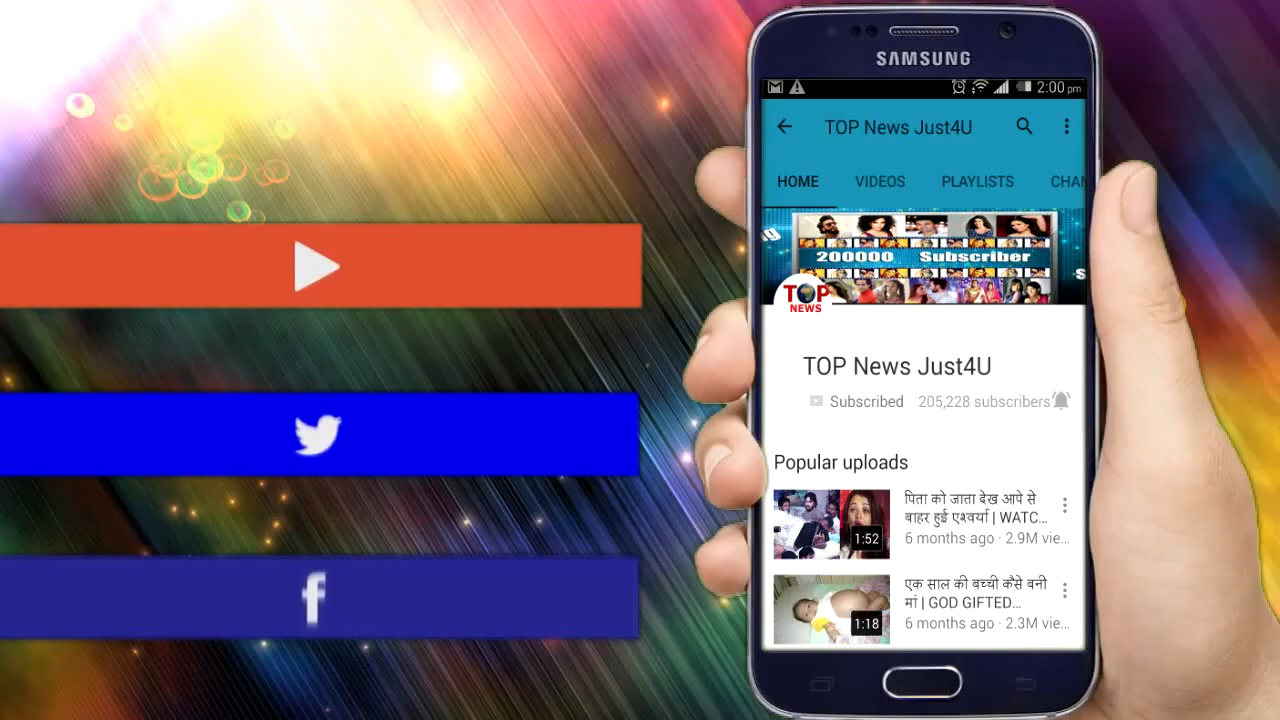 SAMSUNG
2:00 pm
TOP News Just4U
HOME VIDEOS PLAYLISTS CHAN
200000 Subscriber
TOP
NEWS
TOP News Just4U
Subscribed 205,228 subscribers
Popular uploads
पिता को जाता देख आपे से
बाहर हुई एश्वर्या | WATC...
1:52
6 months ago · 2.9M vie...
एक साल की बच्ची कैसे बनी
मां | GOD GIFTED...
1:18
6 months ago · 2.3M vie...